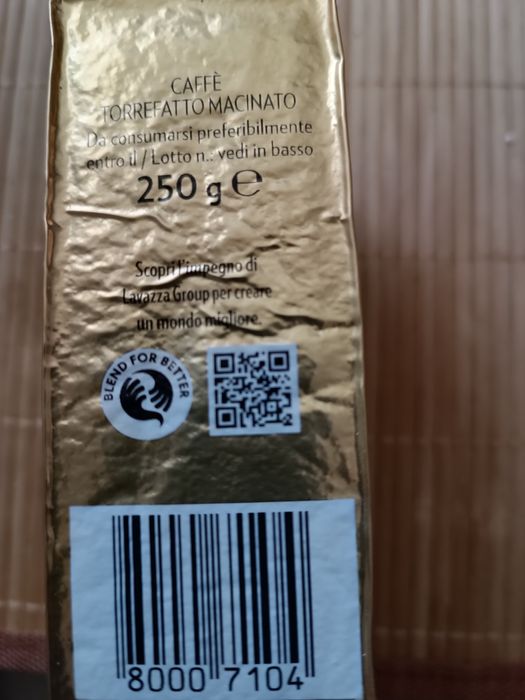 CAFFÈ
TORREFATTO MACINATO
Da consumarsi preferibilmente
entro il / Lotto n.: vedi in basso
250 g ℮
Scopri l'impegno di
Lavazza Group per creare
un mondo migliore.
BLEND FOR BETTER
8000 7104